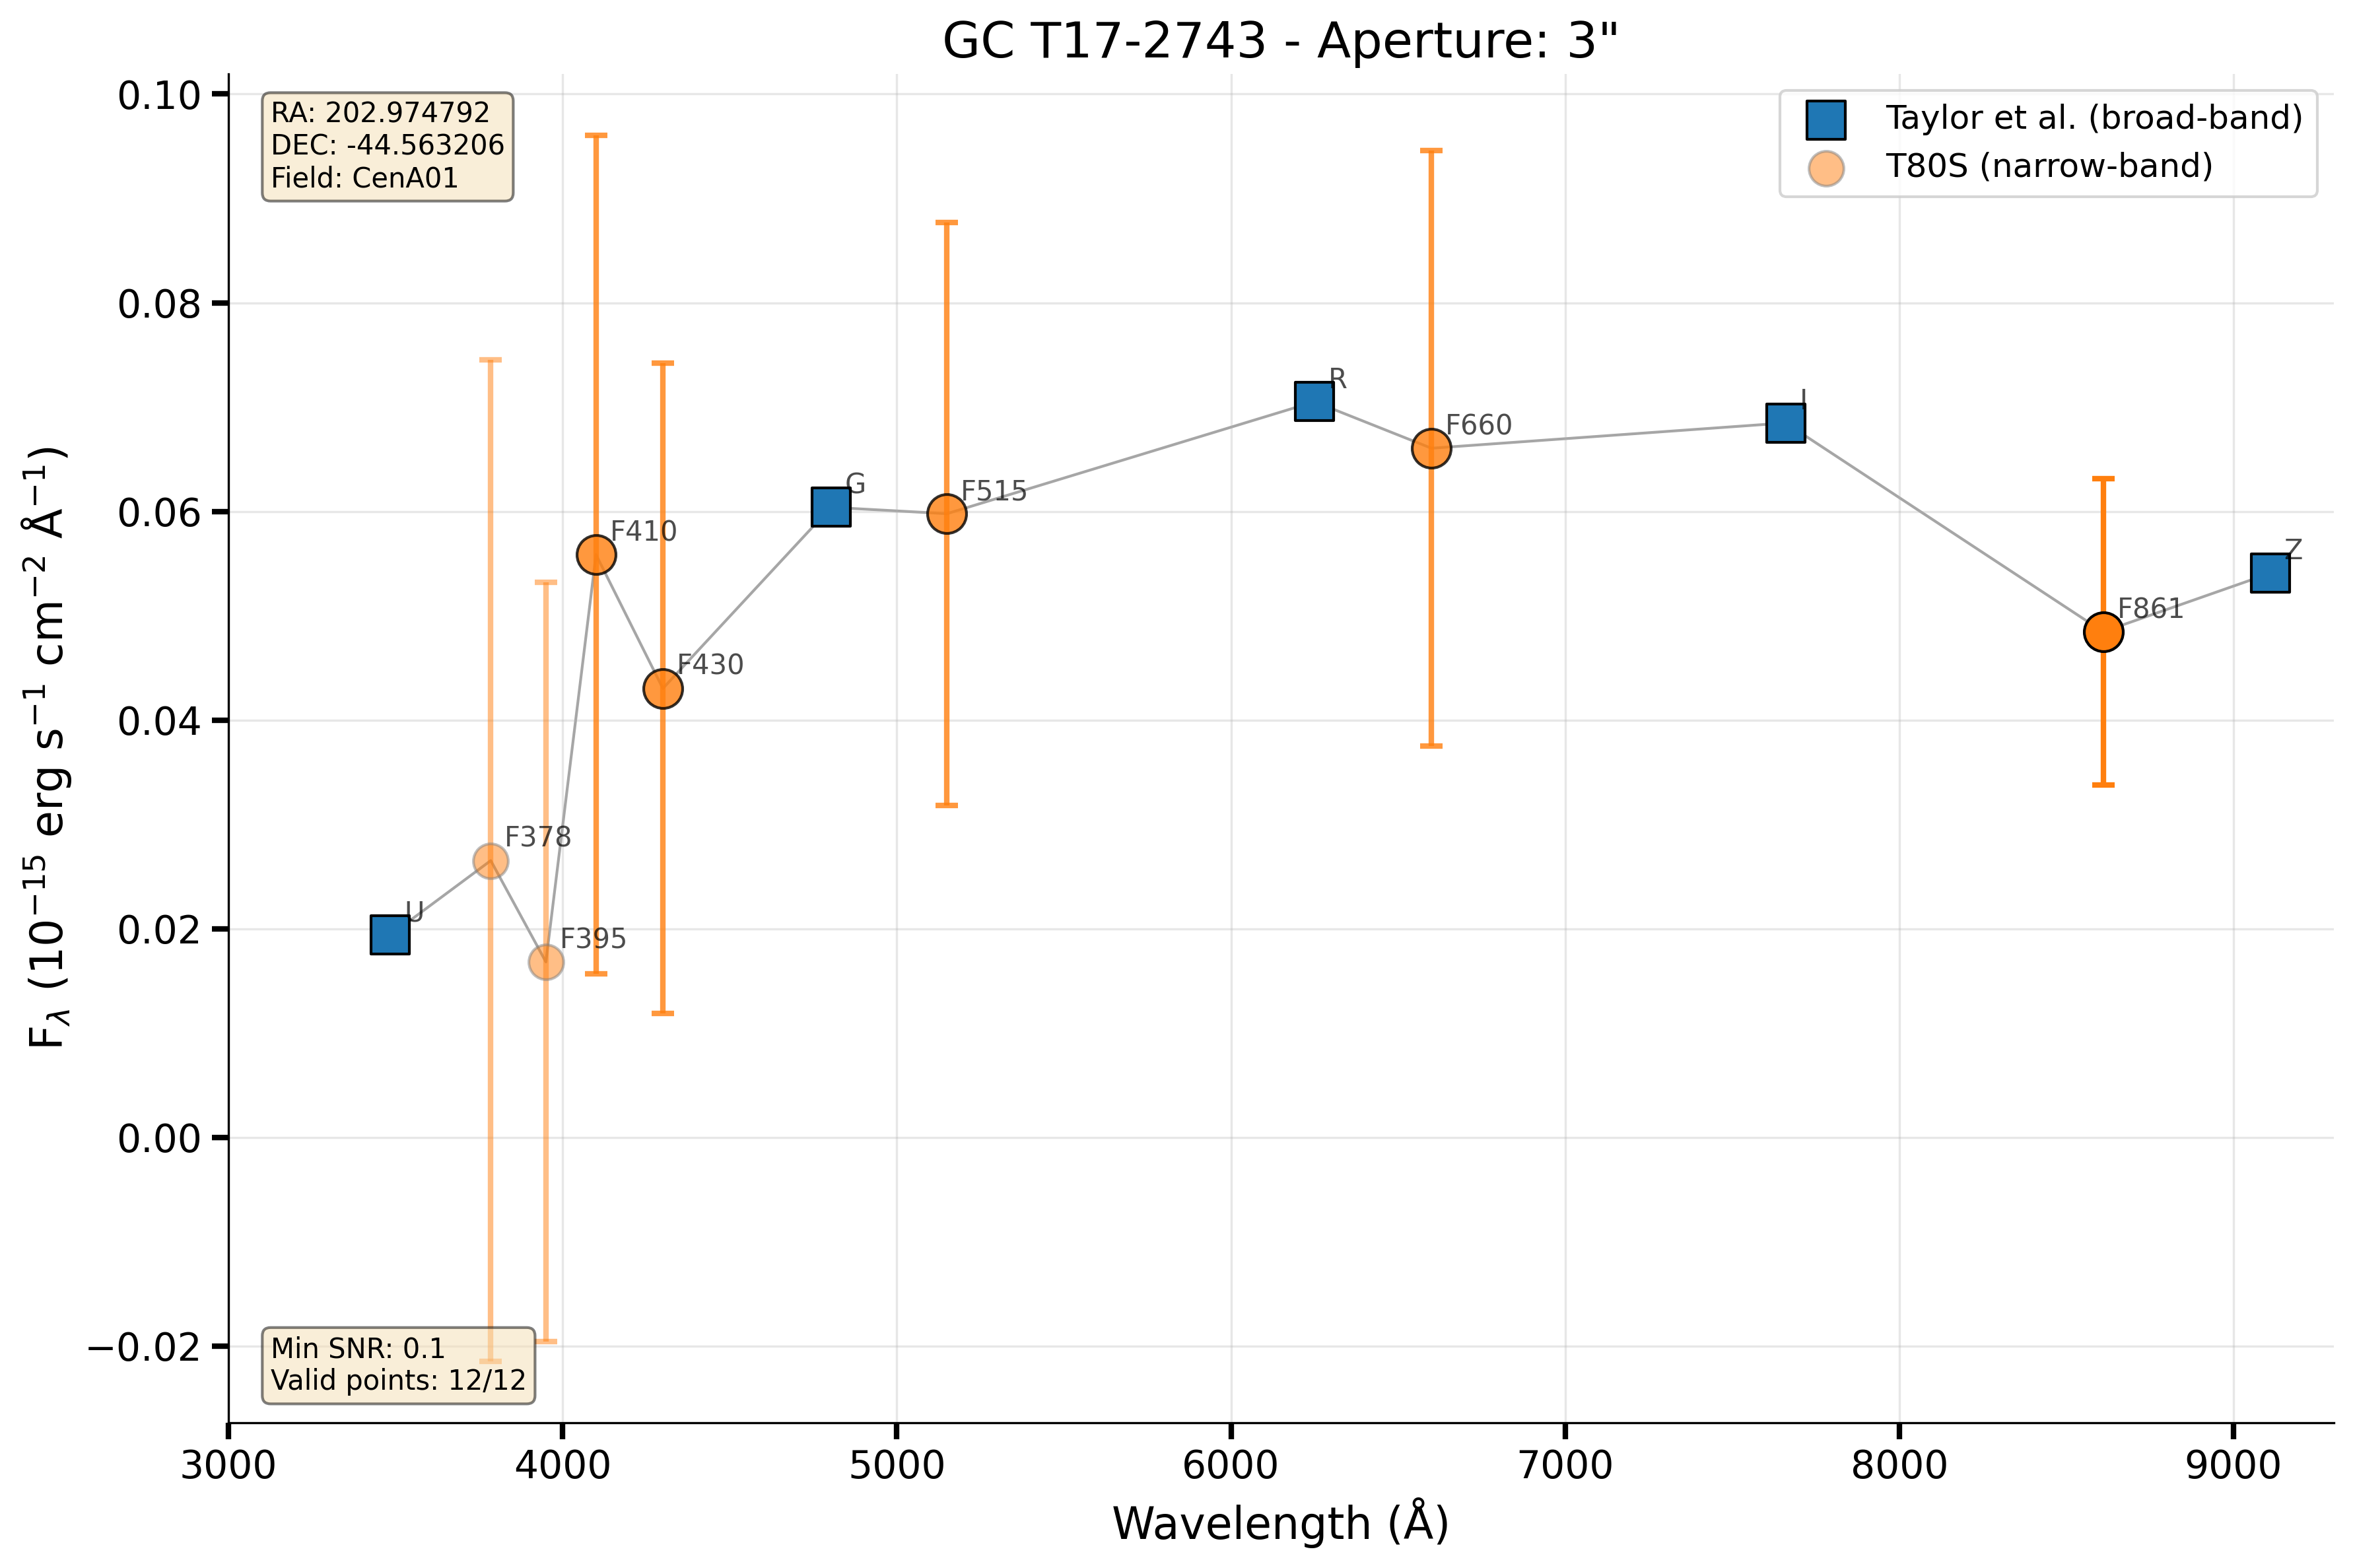 GC T17-2743 - Aperture: 3"
RA: 202.974792
DEC: -44.563206
Field: CenA01
Taylor et al. (broad-band)
T80S (narrow-band)
0.10
0.08
0.06
0.04
0.02
0.00
−0.02
F_λ (10⁻¹⁵ erg s⁻¹ cm⁻² Å⁻¹)
U
F378
F395
F410
F430
G
F515
R
F660
I
F861
Z
Min SNR: 0.1
Valid points: 12/12
3000 4000 5000 6000 7000 8000 9000
Wavelength (Å)